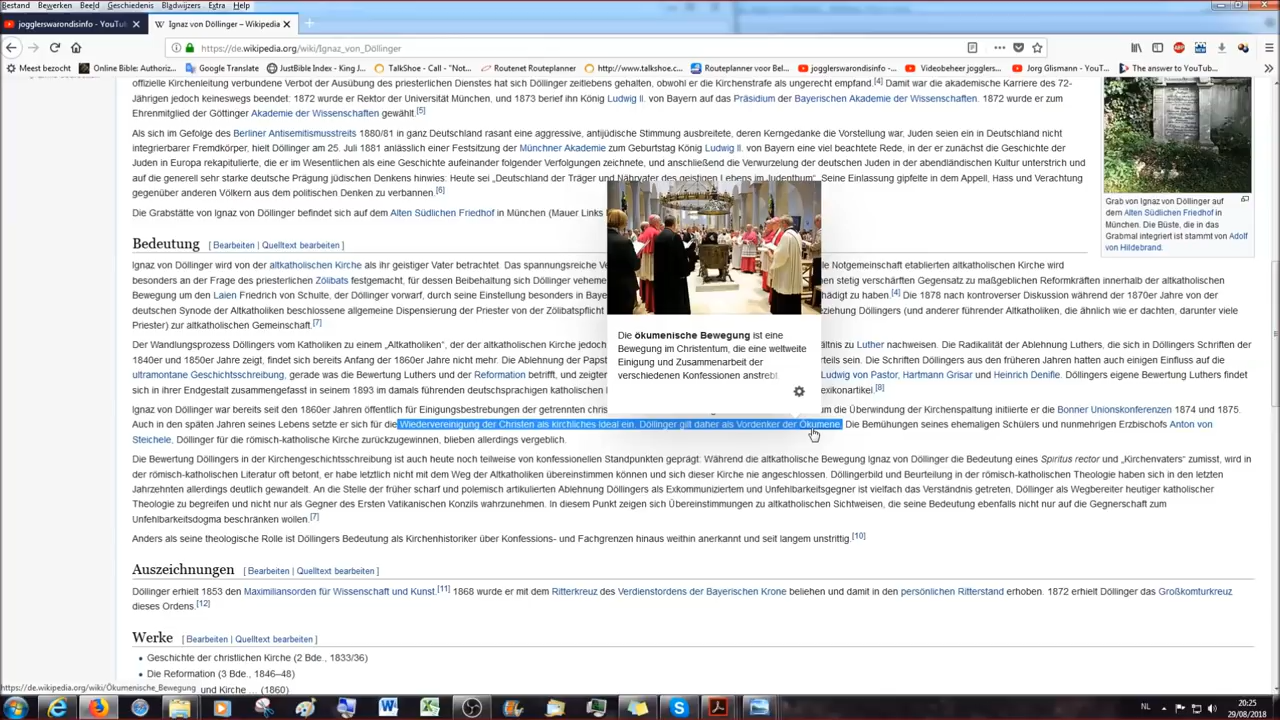 Bestand Bewerken Beeld Geschiedenis Bladwijzers Extra Help
jogglerswarondisinfo - YouTub
Ignaz von Döllinger – Wikipedia
https://de.wikipedia.org/wiki/Ignaz_von_Döllinger
Meest bezocht Online Bible: Authoriz... Google Translate JustBible Index - King J... TalkShoe - Call - "Not... Routenet Routeplanner http://www.talkshoe.c... Routeplanner voor Bel... jogglerswarondisinfo -... Videobeheer jogglersh... Jorg Glismann - YouT... The answer to YouTub...
offizielle Kirchenleitung verbundene Verbot der Ausübung des priesterlichen Dienstes hat sich Döllinger zeitlebens gehalten, obwohl er die Kirchenstrafe als ungerecht empfand.[4] Damit war die akademische Karriere des 72-
Jährigen jedoch keineswegs beendet: 1872 wurde er Rektor der Universität München, und 1873 berief ihn König Ludwig II. von Bayern auf das Präsidium der Bayerischen Akademie der Wissenschaften. 1872 wurde er zum
Ehrenmitglied der Göttinger Akademie der Wissenschaften gewählt.[5]
Als sich im Gefolge des Berliner Antisemitismusstreits 1880/81 in ganz Deutschland rasant eine aggressive, antijüdische Stimmung ausbreitete, deren Kerngedanke die Vorstellung war, Juden seien ein in Deutschland nicht
integrierbarer Fremdkörper, hielt Döllinger am 25. Juli 1881 anlässlich einer Festsitzung der Münchner Akademie zum Geburtstag König Ludwig II. von Bayern eine viel beachtete Rede, in der er zunächst die Geschichte der
Juden in Europa rekapitulierte, die er im Wesentlichen als eine Geschichte aufeinander folgender Verfolgungen zeichnete, und anschließend die Verwurzelung der deutschen Juden in der abendländischen Kultur unterstrich
und auf die generell sehr starke deutsche Prägung jüdischen Denkens hinwies: Heute sei „Deutschland der Träger und Nährvater des geistigen Lebens im Judenthum“. Seine Einlassung gipfelte in dem Appell, Hass und Verachtung
gegenüber anderen Völkern aus dem politischen Denken zu verbannen.[6]
Die Grabstätte von Ignaz von Döllinger befindet sich auf dem Alten Südlichen Friedhof in München (Mauer Links
Grab von Ignaz von Döllinger auf
dem Alten Südlichen Friedhof in
München. Die Büste, die in das
Grabmal integriert ist stammt von Adolf
von Hildebrand.
Bedeutung [ Bearbeiten | Quelltext bearbeiten ]
Ignaz von Döllinger wird von der altkatholischen Kirche als ihr geistiger Vater betrachtet. Das spannungsreiche Ve le Notgemeinschaft etablierten altkatholischen Kirche wird
besonders an der Frage des priesterlichen Zölibats festgemacht, für dessen Beibehaltung sich Döllinger vehemen stetig verschärften Gegensatz zu maßgeblichen Reformkräften innerhalb der altkatholischen
Bewegung um den Laien Friedrich von Schulte, der Döllinger vorwarf, durch seine Einstellung besonders in Baye hädigt zu haben.[4] Die 1878 nach kontroverser Diskussion während der 1870er Jahre von der
deutschen Synode der Altkatholiken beschlossene allgemeine Dispensierung der Priester von der Zölibatspflicht ziehung Döllingers (und anderer führender Altkatholiken, die ähnlich wie er dachten, darunter viele
Priester) zur altkatholischen Gemeinschaft.[7]
Der Wandlungsprozess Döllingers vom Katholiken zu einem „Altkatholiken“, der der altkatholischen Kirche jedoch ltnis zu Luther nachweisen. Die Radikalität der Ablehnung Luthers, die sich in Döllingers Schriften der
1840er und 1850er Jahre zeigt, findet sich bereits Anfang der 1860er Jahre nicht mehr. Die Ablehnung der Papst rteils sein. Die Schriften Döllingers aus den früheren Jahren hatten auch einigen Einfluss auf die
ultramontane Geschichtsschreibung, gerade was die Bewertung Luthers und der Reformation betrifft, und zeigten Ludwig von Pastor, Hartmann Grisar und Heinrich Denifle. Döllingers eigene Bewertung Luthers findet
sich in ihrer Endgestalt zusammengefasst in seinem 1893 im damals führenden deutschsprachigen katholisch exikonartikel.[8]
Ignaz von Döllinger war bereits seit den 1860er Jahren öffentlich für Einigungsbestrebungen der getrennten chris um die Überwindung der Kirchenspaltung initiierte er die Bonner Unionskonferenzen 1874 und 1875.
Auch in den späten Jahren seines Lebens setzte er sich für die Wiedervereinigung der Christen als kirchliches Ideal ein. Döllinger gilt daher als Vordenker der Ökumene. Die Bemühungen seines ehemaligen Schülers und nunmehrigen Erzbischofs Anton von
Steichele, Döllinger für die römisch-katholische Kirche zurückzugewinnen, blieben allerdings vergeblich.
Die ökumenische Bewegung ist eine
Bewegung im Christentum, die eine weltweite
Einigung und Zusammenarbeit der
verschiedenen Konfessionen anstrebt
Die Bewertung Döllingers in der Kirchengeschichtsschreibung ist auch heute noch teilweise von konfessionellen Standpunkten geprägt: Während die altkatholische Bewegung Ignaz von Döllinger die Bedeutung eines Spiritus rector und „Kirchenvaters“ zumisst, wird in
der römisch-katholischen Literatur oft betont, er habe letztlich nicht mit dem Weg der Altkatholiken übereinstimmen können und sich dieser Kirche nie angeschlossen. Döllingerbild und Beurteilung in der römisch-katholischen Theologie haben sich in den letzten
Jahrzehnten allerdings deutlich gewandelt. An die Stelle der früher scharf und polemisch artikulierten Ablehnung Döllingers als Exkommuniziertem und Unfehlbarkeitsgegner ist vielfach das Verständnis getreten, Döllinger als Wegbereiter heutiger katholischer
Theologie zu begreifen und nicht nur als Gegner des Ersten Vatikanischen Konzils wahrzunehmen. In diesem Punkt zeigen sich Übereinstimmungen zu altkatholischen Sichtweisen, die seine Bedeutung ebenfalls nicht nur auf die Gegnerschaft zum
Unfehlbarkeitsdogma beschränken wollen.[7]
Anders als seine theologische Rolle ist Döllingers Bedeutung als Kirchenhistoriker über Konfessions- und Fachgrenzen hinaus weithin anerkannt und seit langem unstrittig.[10]
Auszeichnungen [ Bearbeiten | Quelltext bearbeiten ]
Döllinger erhielt 1853 den Maximiliansorden für Wissenschaft und Kunst.[11] 1868 wurde er mit dem Ritterkreuz des Verdienstordens der Bayerischen Krone beliehen und damit in den persönlichen Ritterstand erhoben. 1872 erhielt Döllinger das Großkomturkreuz
dieses Ordens.[12]
Werke [ Bearbeiten | Quelltext bearbeiten ]
Geschichte der christlichen Kirche (2 Bde., 1833/36)
Die Reformation (3 Bde., 1846–48)
und Kirche ... (1860)
https://de.wikipedia.org/wiki/Ökumenische_Bewegung
NL
20:25
29/08/2018